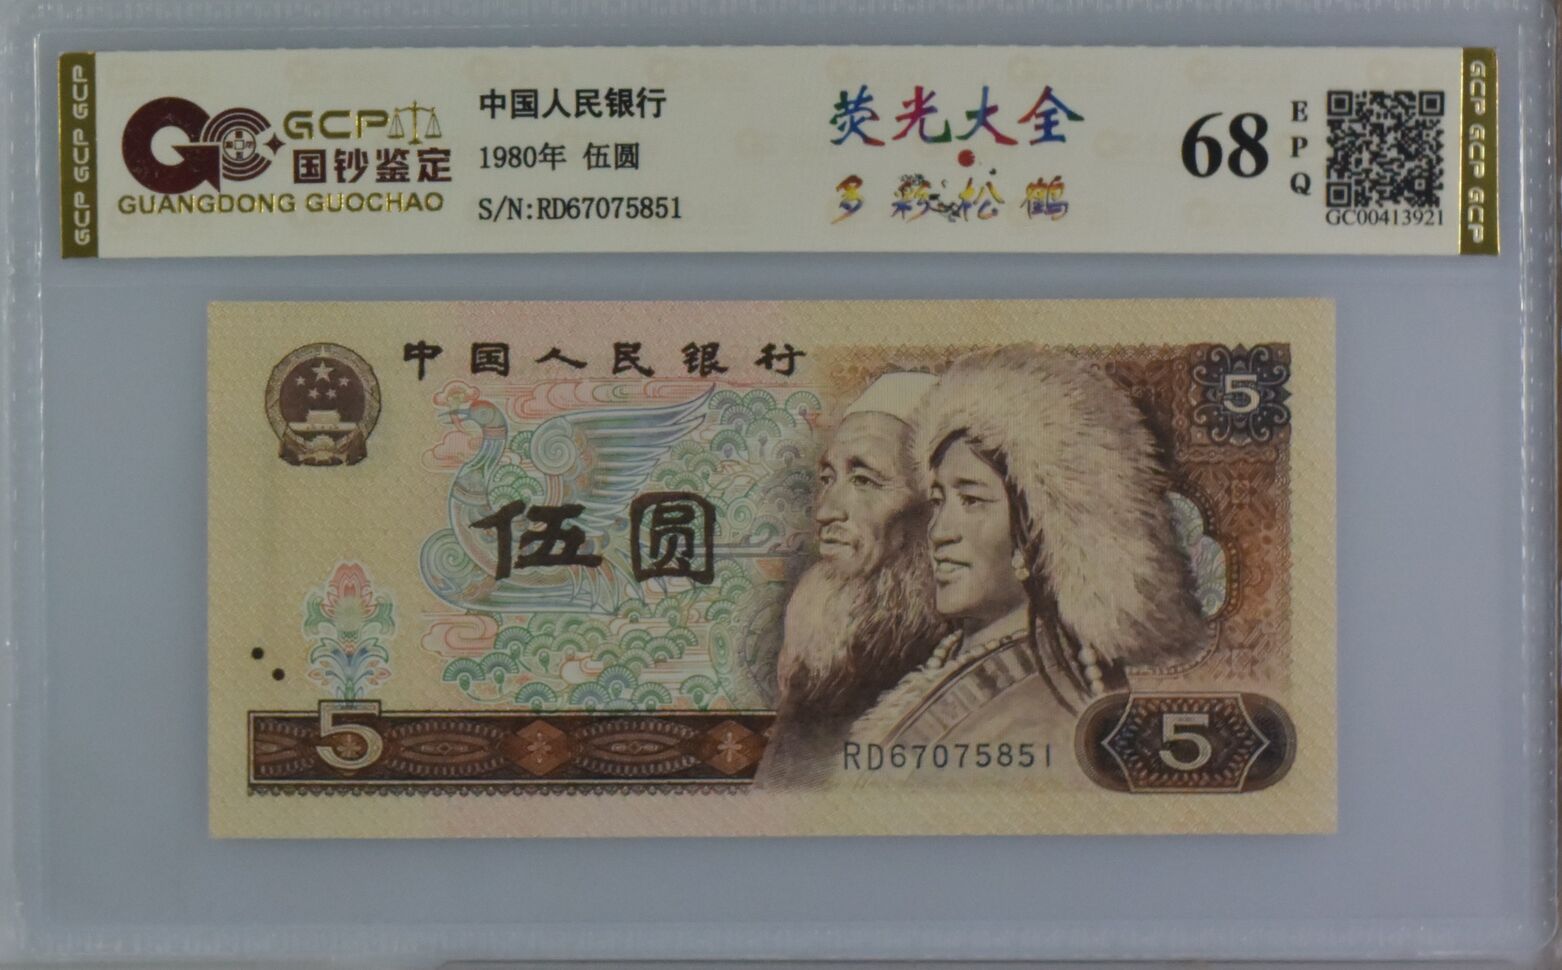 GCP GCP GCP
GCP
国钞鉴定
GUANGDONG GUOCHAO
中国人民银行
1980年 伍圆
S/N:RD67075851
荧光大全
多彩松鹤
68
EPQ
GC00413921
GCP GCP GCP
中国人民银行
5
伍圆
5
RD67075851
5